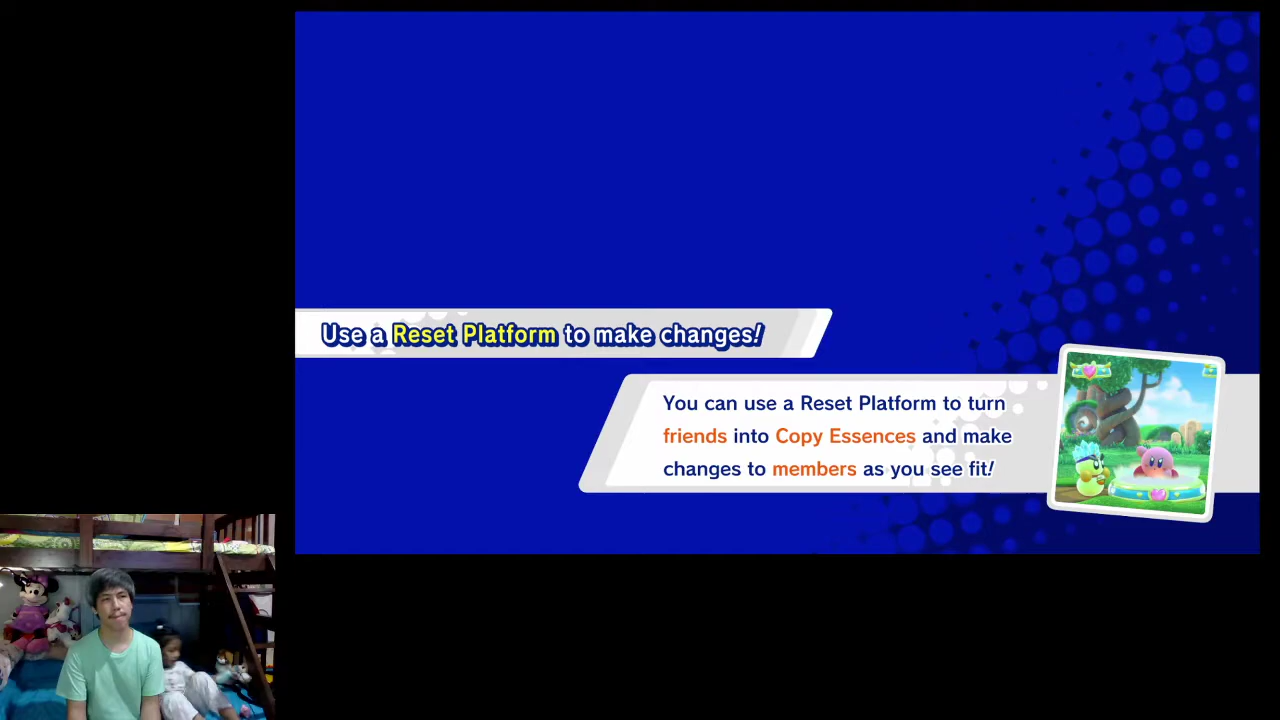 Use a Reset Platform to make changes!
You can use a Reset Platform to turn
friends into Copy Essences and make
changes to members as you see fit!